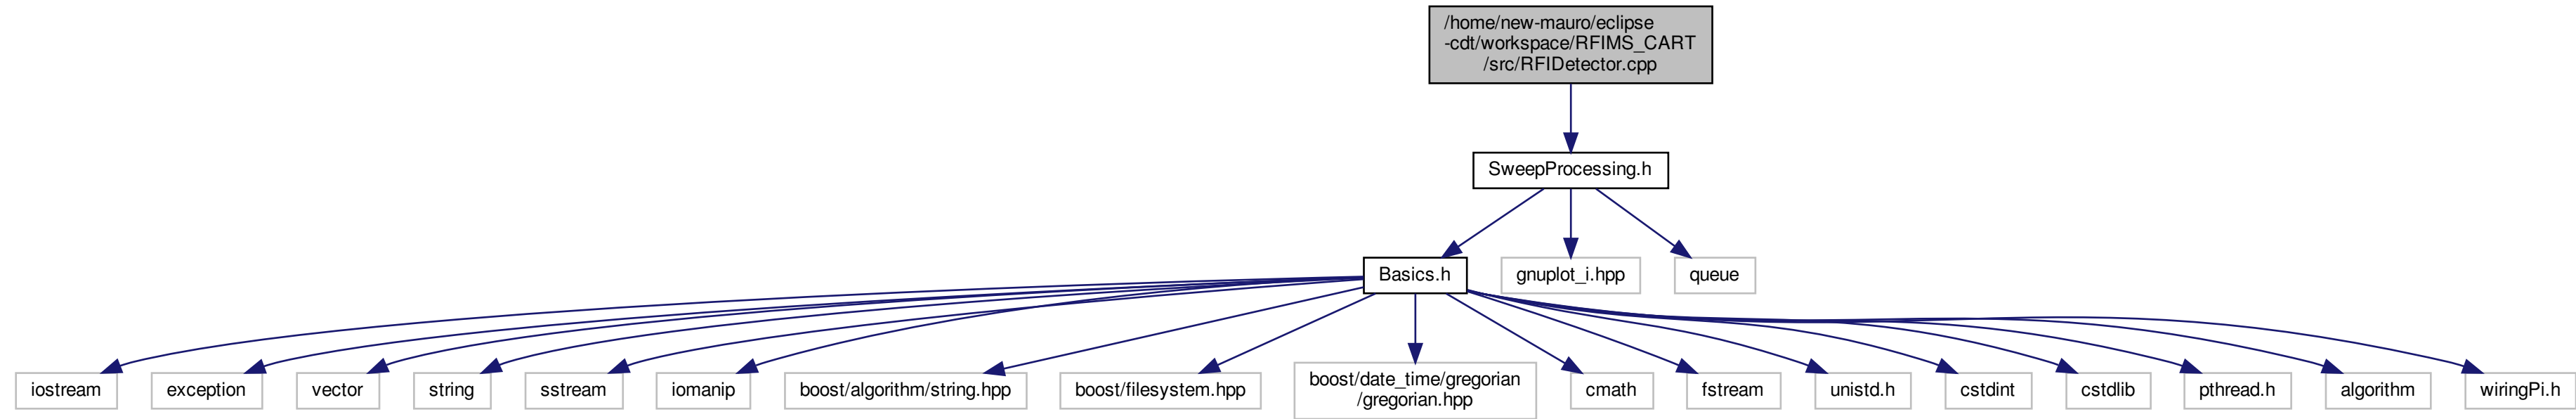 /home/new-mauro/eclipse
-cdt/workspace/RFIMS_CART
/src/RFIDetector.cpp
SweepProcessing.h
Basics.h
gnuplot_i.hpp
queue
iostream
exception
vector
string
sstream
iomanip
boost/algorithm/string.hpp
boost/filesystem.hpp
boost/date_time/gregorian
/gregorian.hpp
cmath
fstream
unistd.h
cstdint
cstdlib
pthread.h
algorithm
wiringPi.h